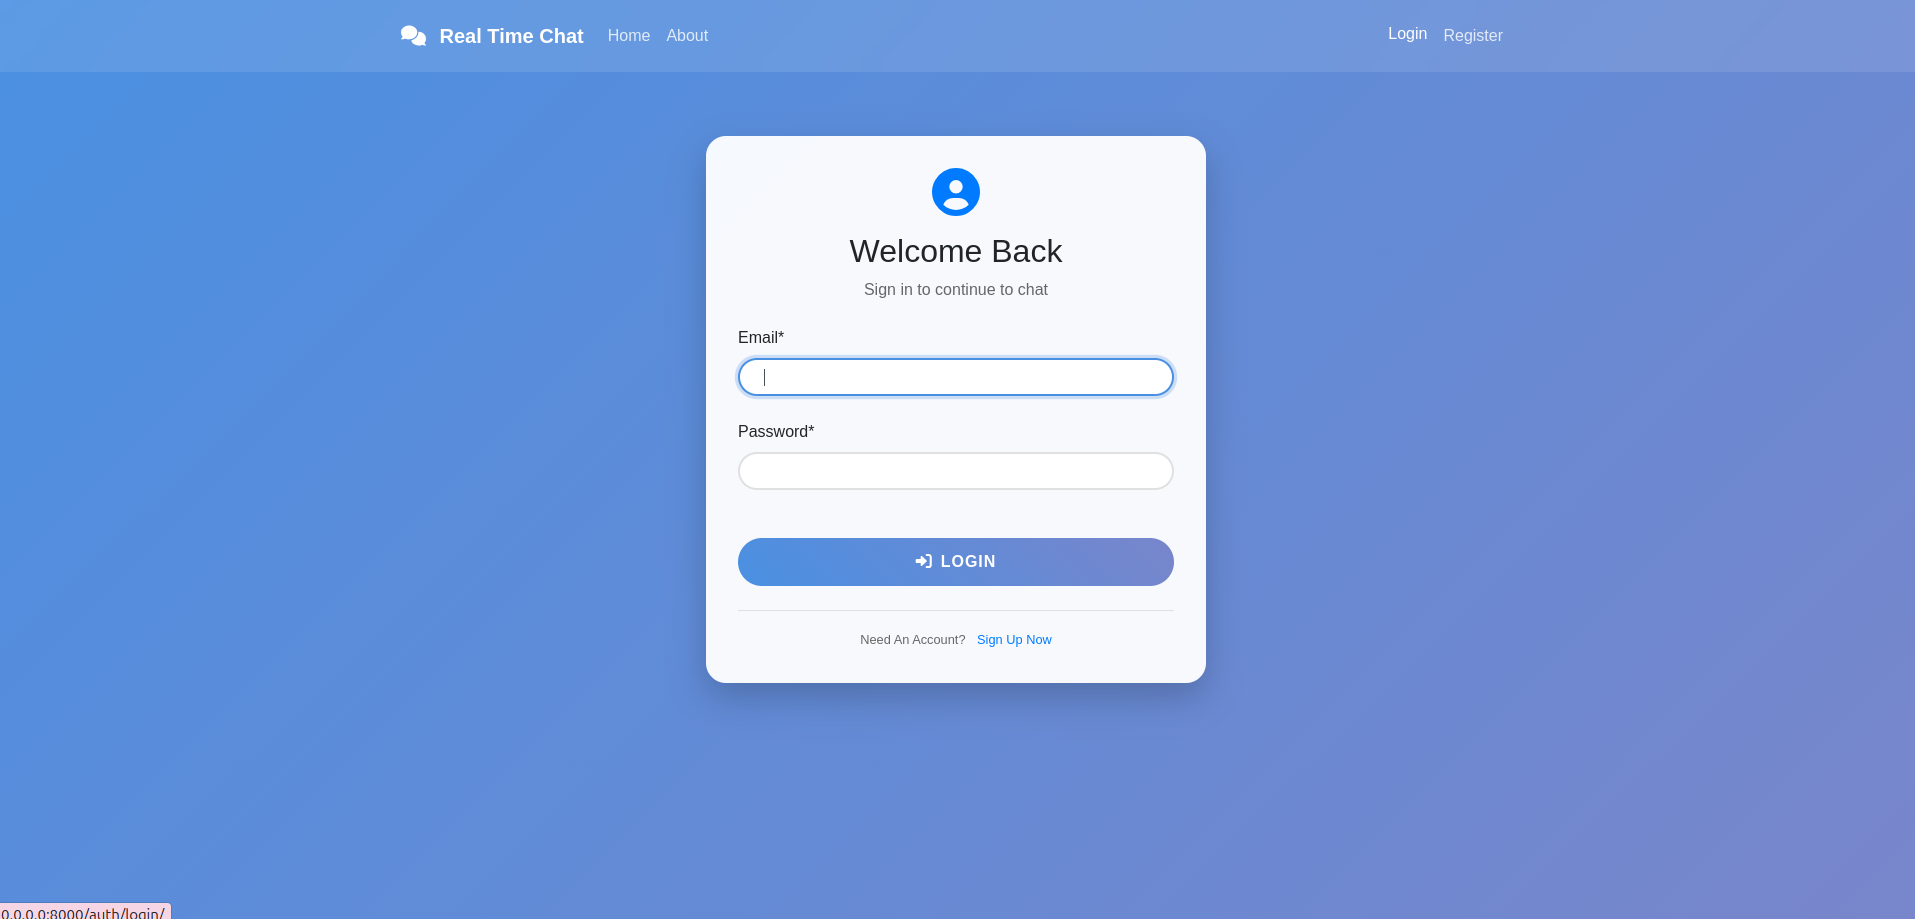 Real Time Chat Home About Login Register
Welcome Back
Sign in to continue to chat
Email*
Password*
LOGIN
Need An Account? Sign Up Now
0.0.0.0:8000/auth/login/